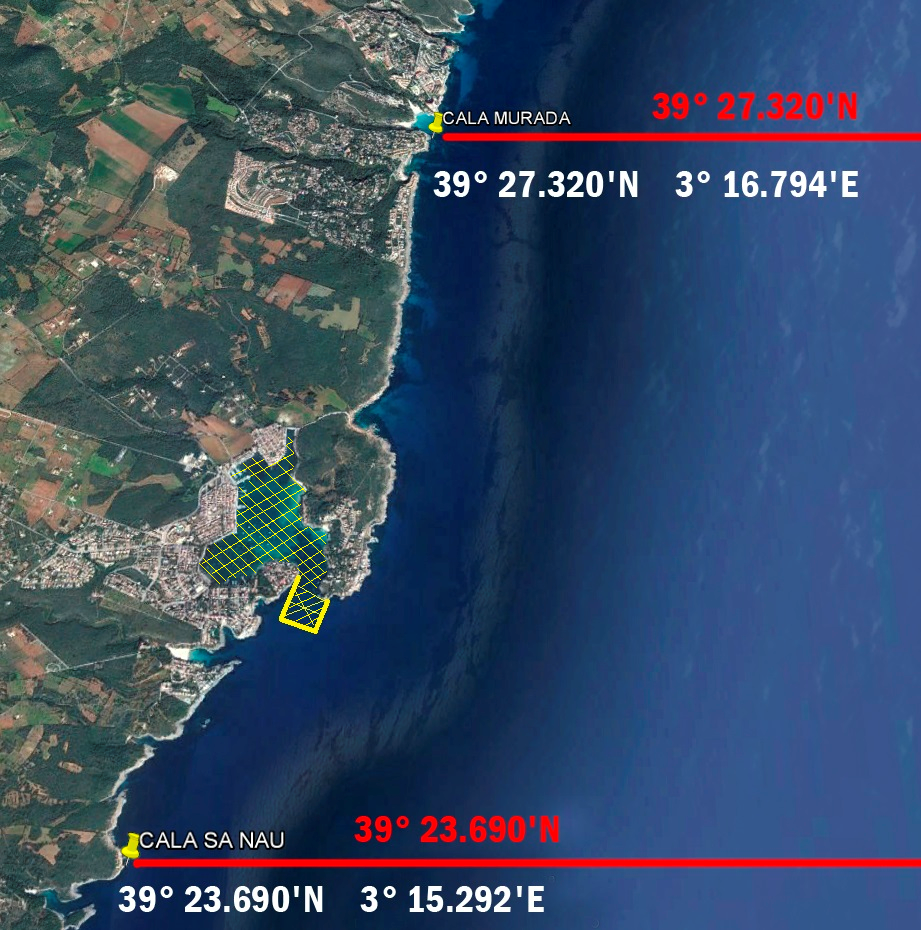 CALA MURADA
39° 27.320'N
39° 27.320'N 3° 16.794'E
CALA SA NAU
39° 23.690'N
39° 23.690'N 3° 15.292'E